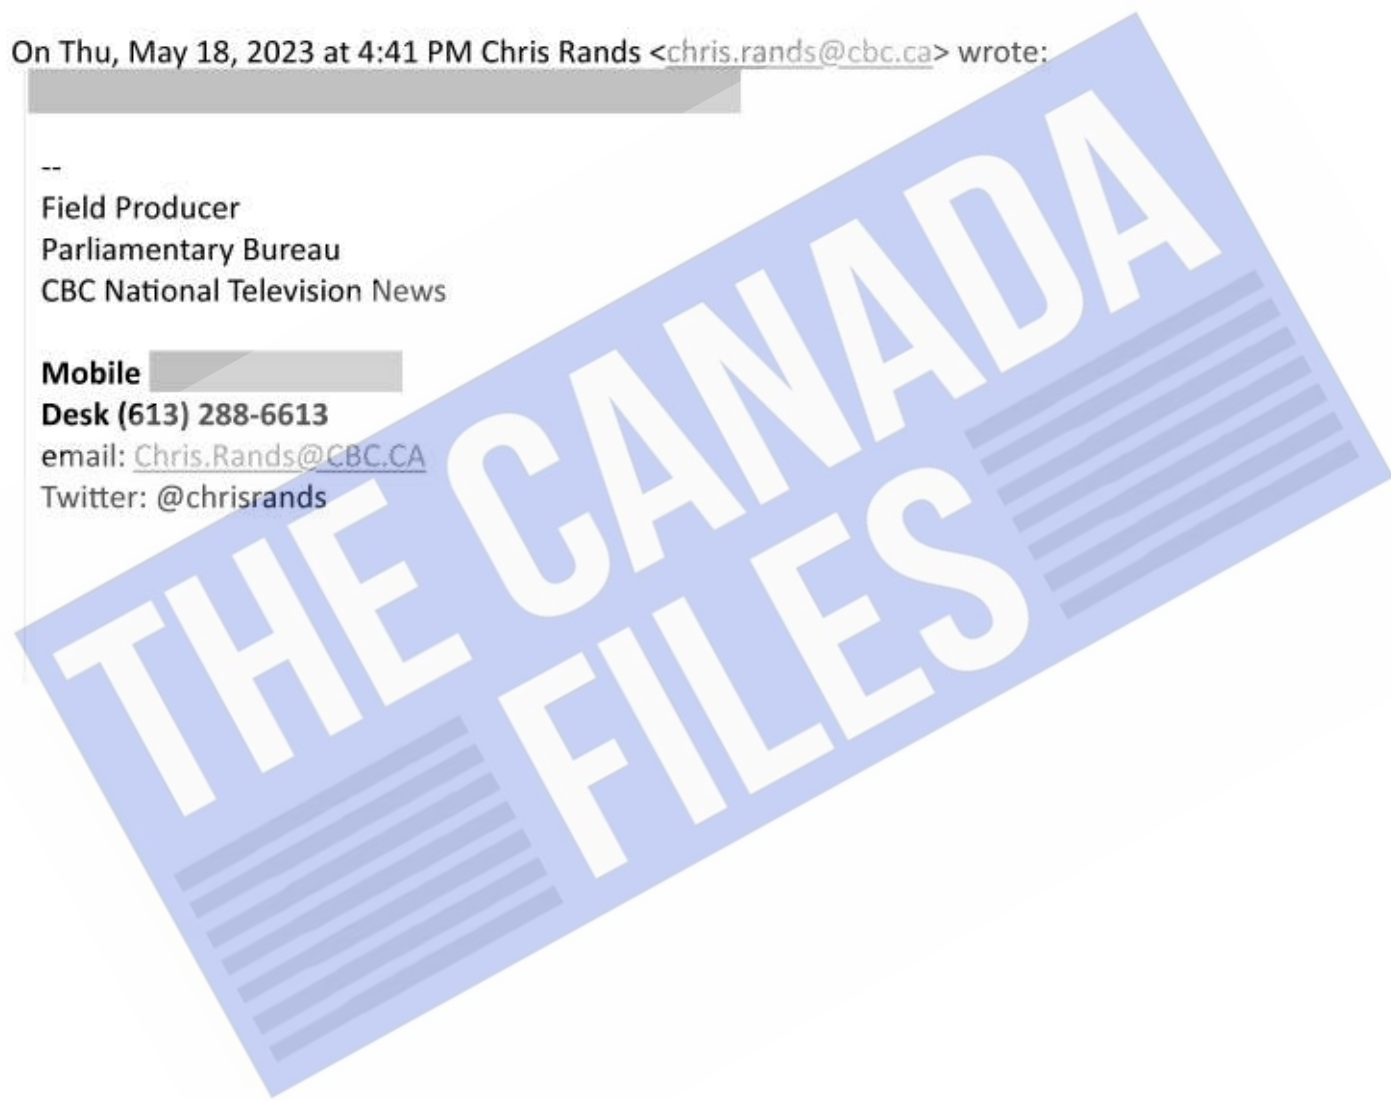 On Thu, May 18, 2023 at 4:41 PM Chris Rands <chris.rands@cbc.ca> wrote:
--
Field Producer
Parliamentary Bureau
CBC National Television News
Mobile
Desk (613) 288-6613
email: Chris.Rands@CBC.CA
Twitter: @chrisrands
THE CANADA
FILES